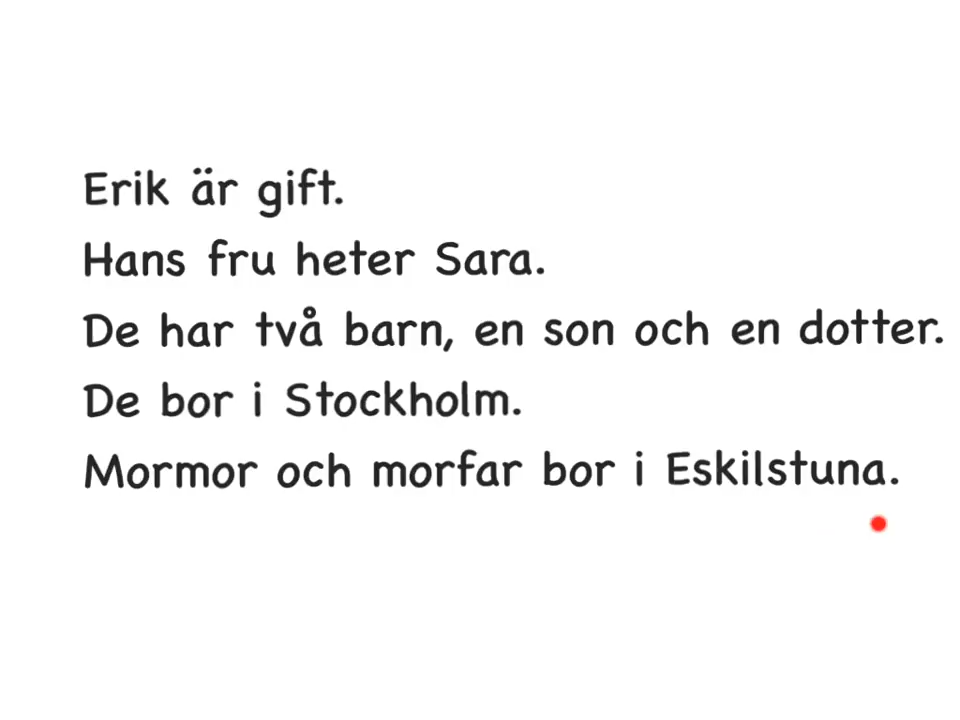 Erik är gift.
Hans fru heter Sara.
De har två barn, en son och en dotter.
De bor i Stockholm.
Mormor och morfar bor i Eskilstuna.